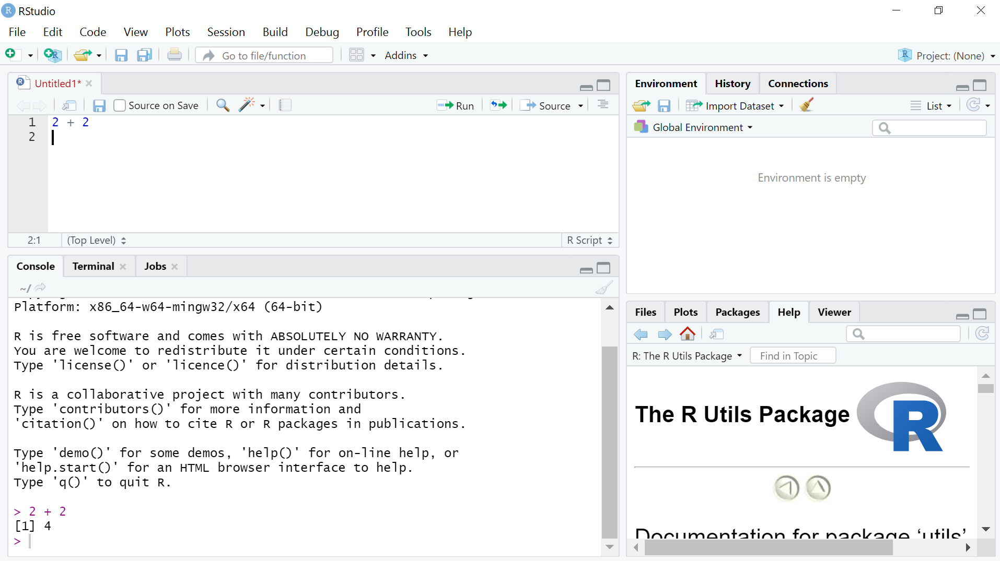 R RStudio
File Edit Code View Plots Session Build Debug Profile Tools Help
Go to file/function Addins Project: (None)
Untitled1*
Source on Save Run Source
1 2 + 2
2
2:1 (Top Level) R Script
Console Terminal Jobs
~/
Platform: x86_64-w64-mingw32/x64 (64-bit)
R is free software and comes with ABSOLUTELY NO WARRANTY.
You are welcome to redistribute it under certain conditions.
Type 'license()' or 'licence()' for distribution details.
R is a collaborative project with many contributors.
Type 'contributors()' for more information and
'citation()' on how to cite R or R packages in publications.
Type 'demo()' for some demos, 'help()' for on-line help, or
'help.start()' for an HTML browser interface to help.
Type 'q()' to quit R.
> 2 + 2
[1] 4
>
Environment History Connections
Import Dataset List
Global Environment
Environment is empty
Files Plots Packages Help Viewer
R: The R Utils Package Find in Topic
The R Utils Package R
Documentation for package ‘utils’